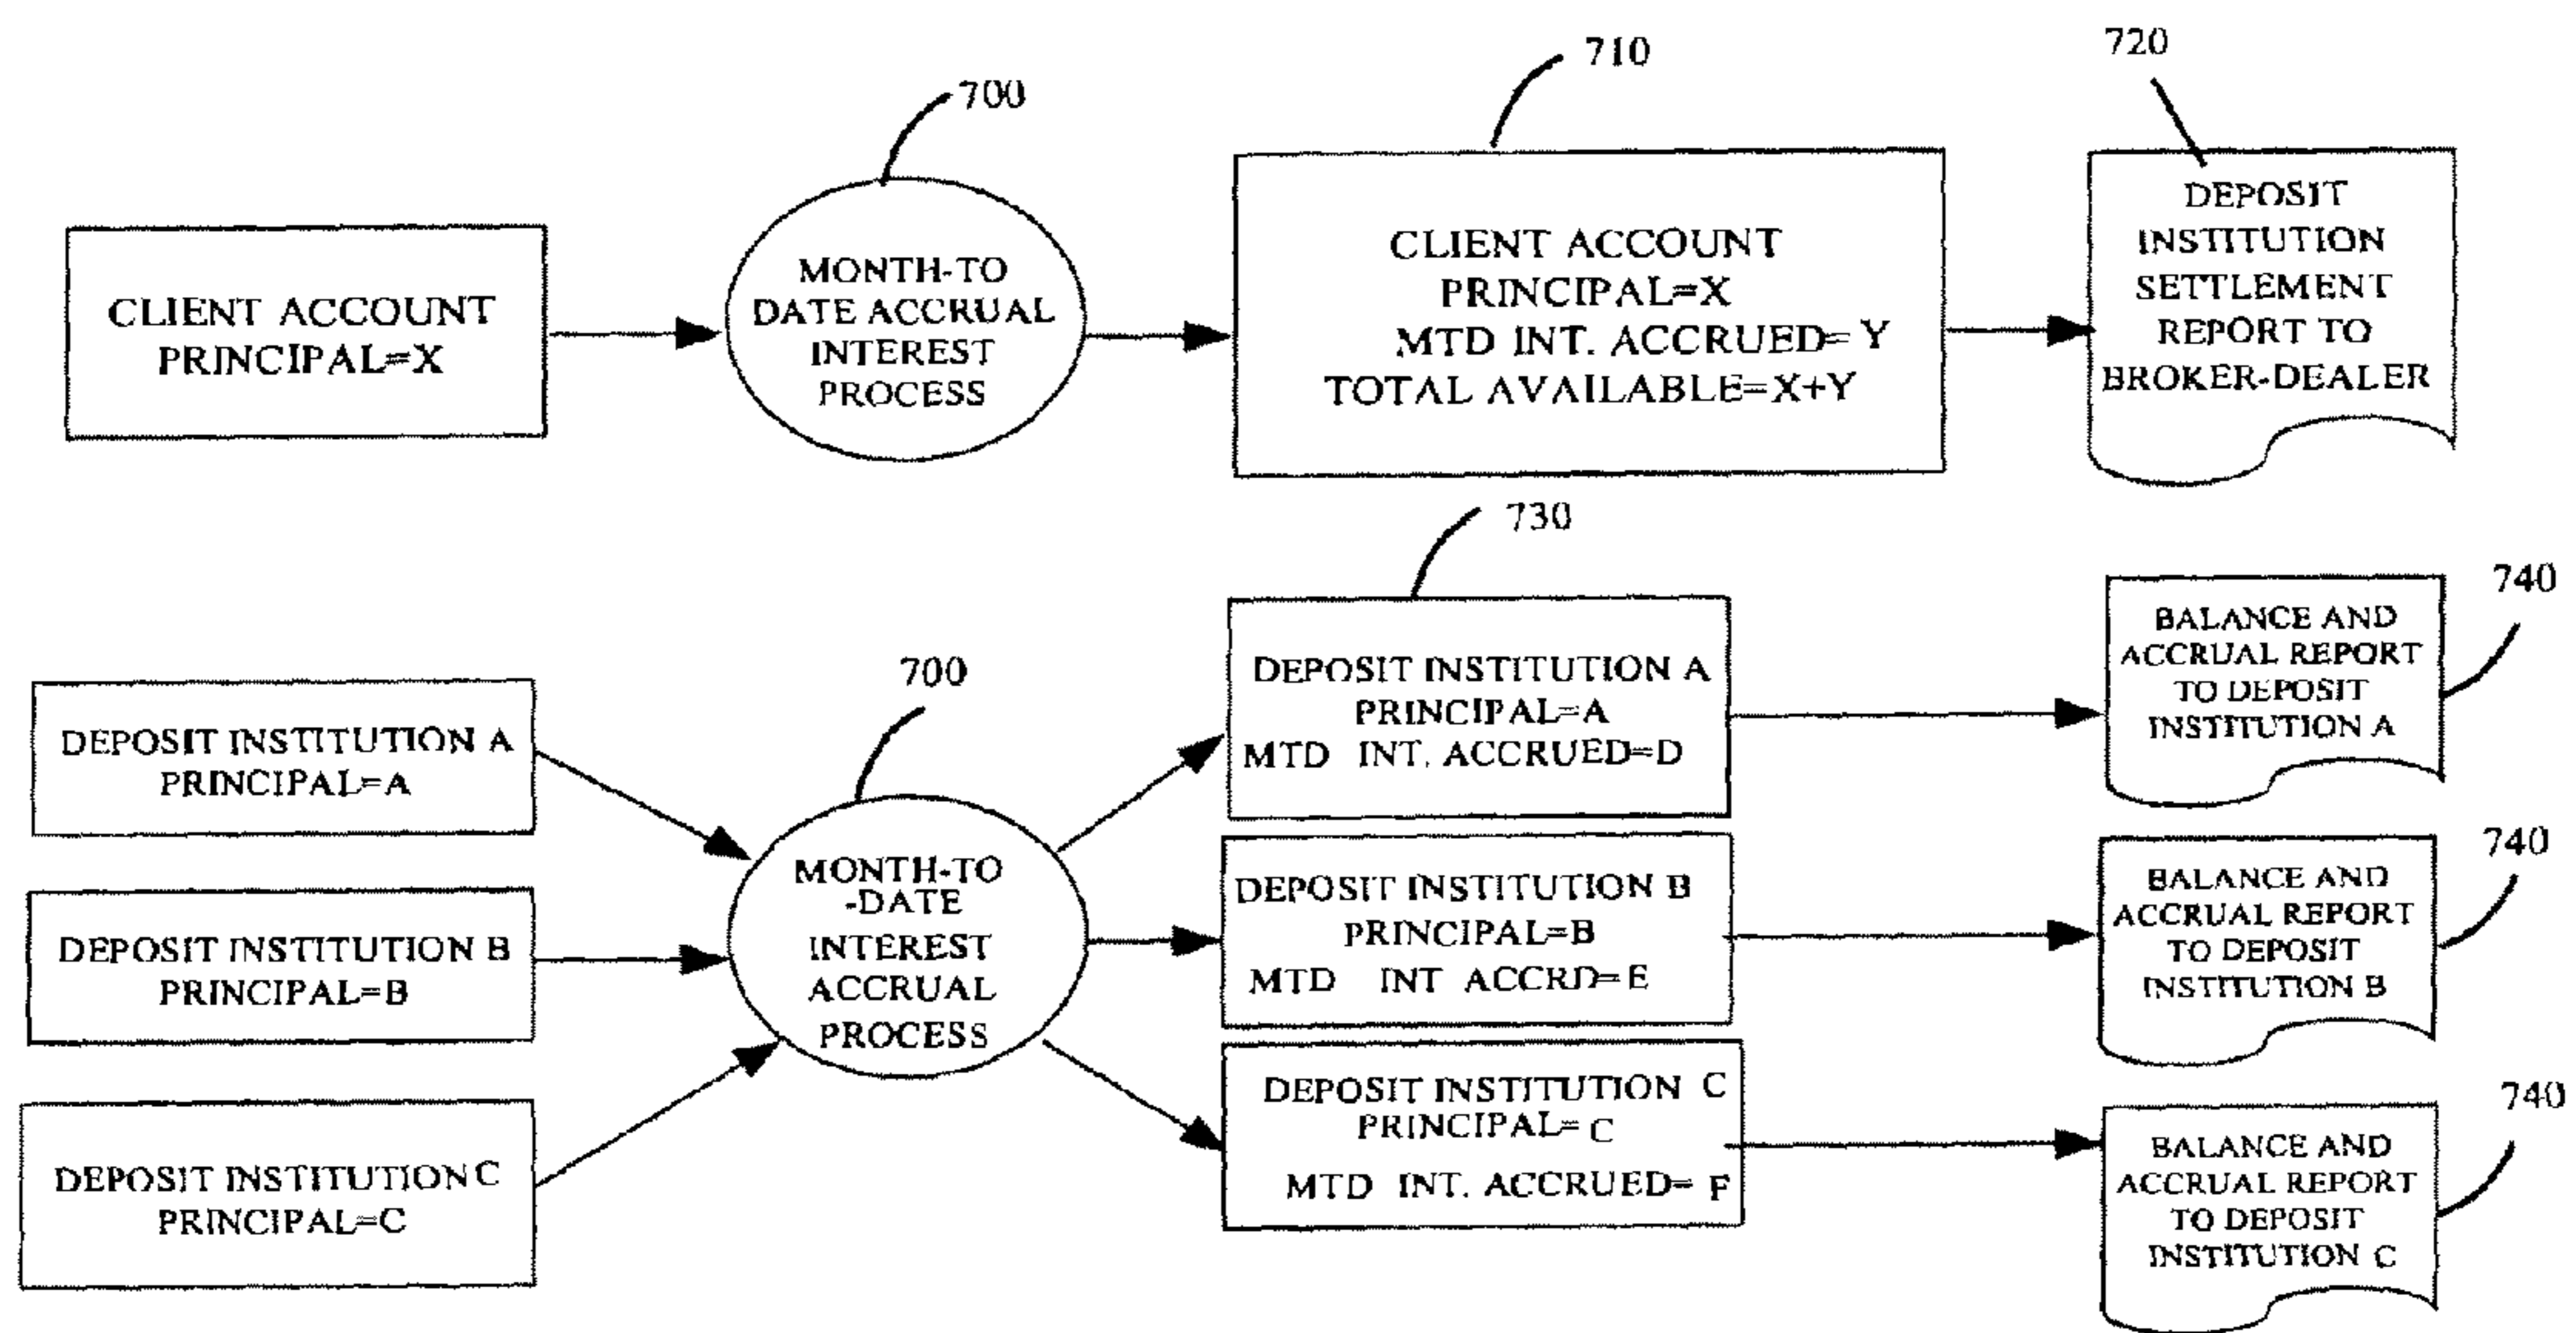 700
710
720
CLIENT ACCOUNT
PRINCIPAL=X
MONTH-TO
DATE ACCRUAL
INTEREST
PROCESS
CLIENT ACCOUNT
PRINCIPAL=X
MTD INT. ACCRUED= Y
TOTAL AVAILABLE=X+Y
DEPOSIT
INSTITUTION
SETTLEMENT
REPORT TO
BROKER-DEALER
730
740
700
DEPOSIT INSTITUTION A
PRINCIPAL=A
DEPOSIT INSTITUTION B
PRINCIPAL=B
DEPOSIT INSTITUTION C
PRINCIPAL=C
MONTH-TO
-DATE
INTEREST
ACCRUAL
PROCESS
DEPOSIT INSTITUTION A
PRINCIPAL=A
MTD INT. ACCRUED=D
BALANCE AND
ACCRUAL REPORT
TO DEPOSIT
INSTITUTION A
DEPOSIT INSTITUTION B
PRINCIPAL=B
MTD INT ACCRD=E
740
BALANCE AND
ACCRUAL REPORT
TO DEPOSIT
INSTITUTION B
DEPOSIT INSTITUTION C
PRINCIPAL= C
MTD INT. ACCRUED= F
740
BALANCE AND
ACCRUAL REPORT
TO DEPOSIT
INSTITUTION C